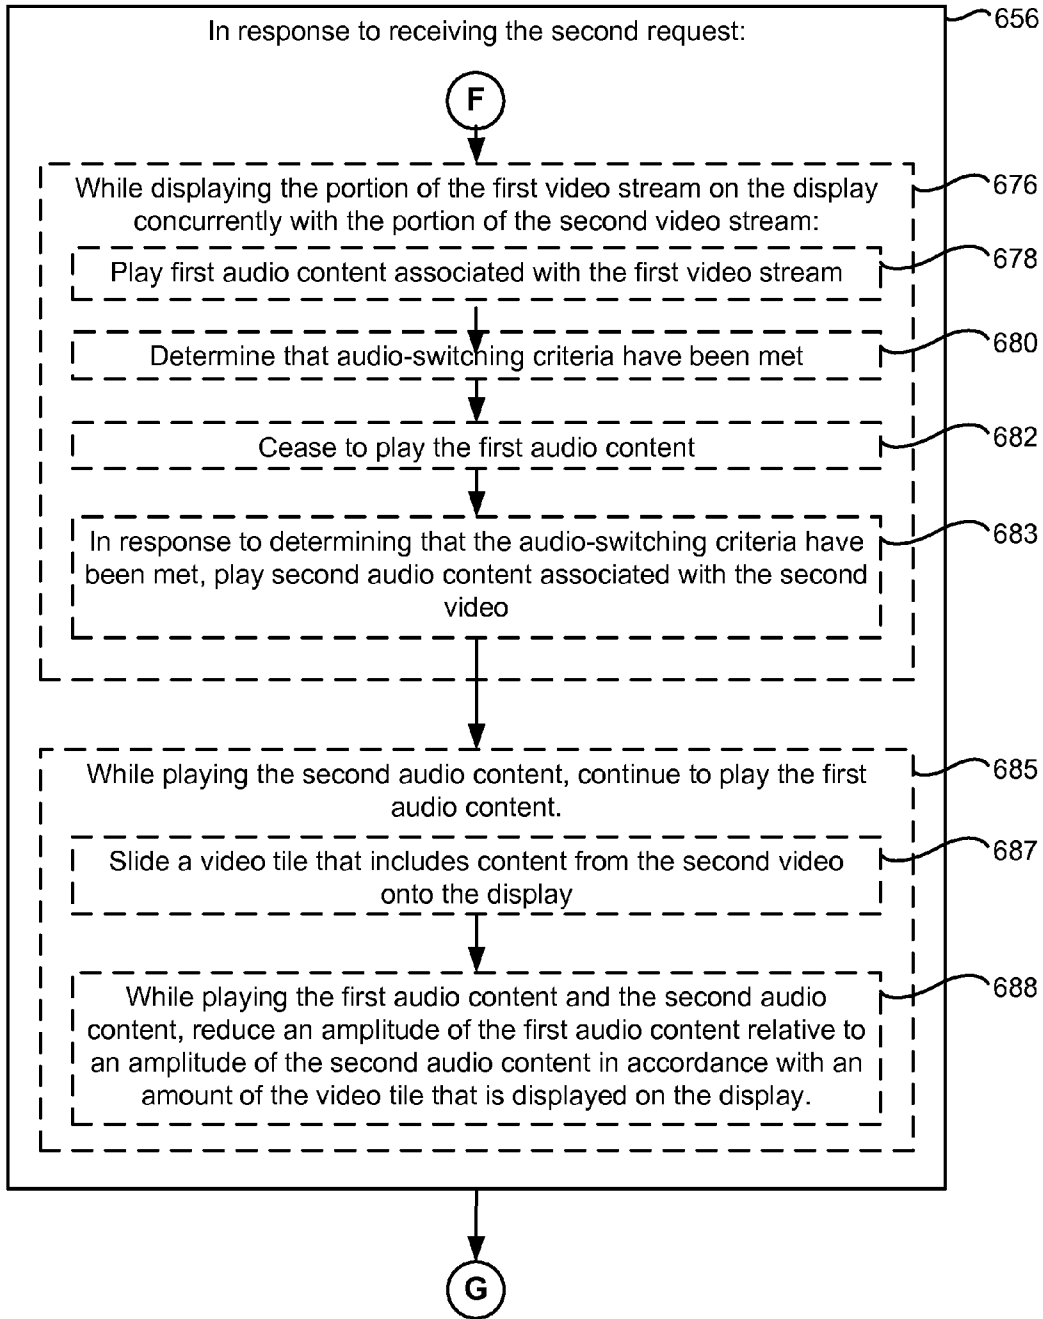 656
In response to receiving the second request:
F
While displaying the portion of the first video stream on the display
concurrently with the portion of the second video stream:
676
Play first audio content associated with the first video stream
678
Determine that audio-switching criteria have been met
680
Cease to play the first audio content
682
In response to determining that the audio-switching criteria have
been met, play second audio content associated with the second
video
683
While playing the second audio content, continue to play the first
audio content.
685
Slide a video tile that includes content from the second video
onto the display
687
While playing the first audio content and the second audio
content, reduce an amplitude of the first audio content relative to
an amplitude of the second audio content in accordance with an
amount of the video tile that is displayed on the display.
688
G